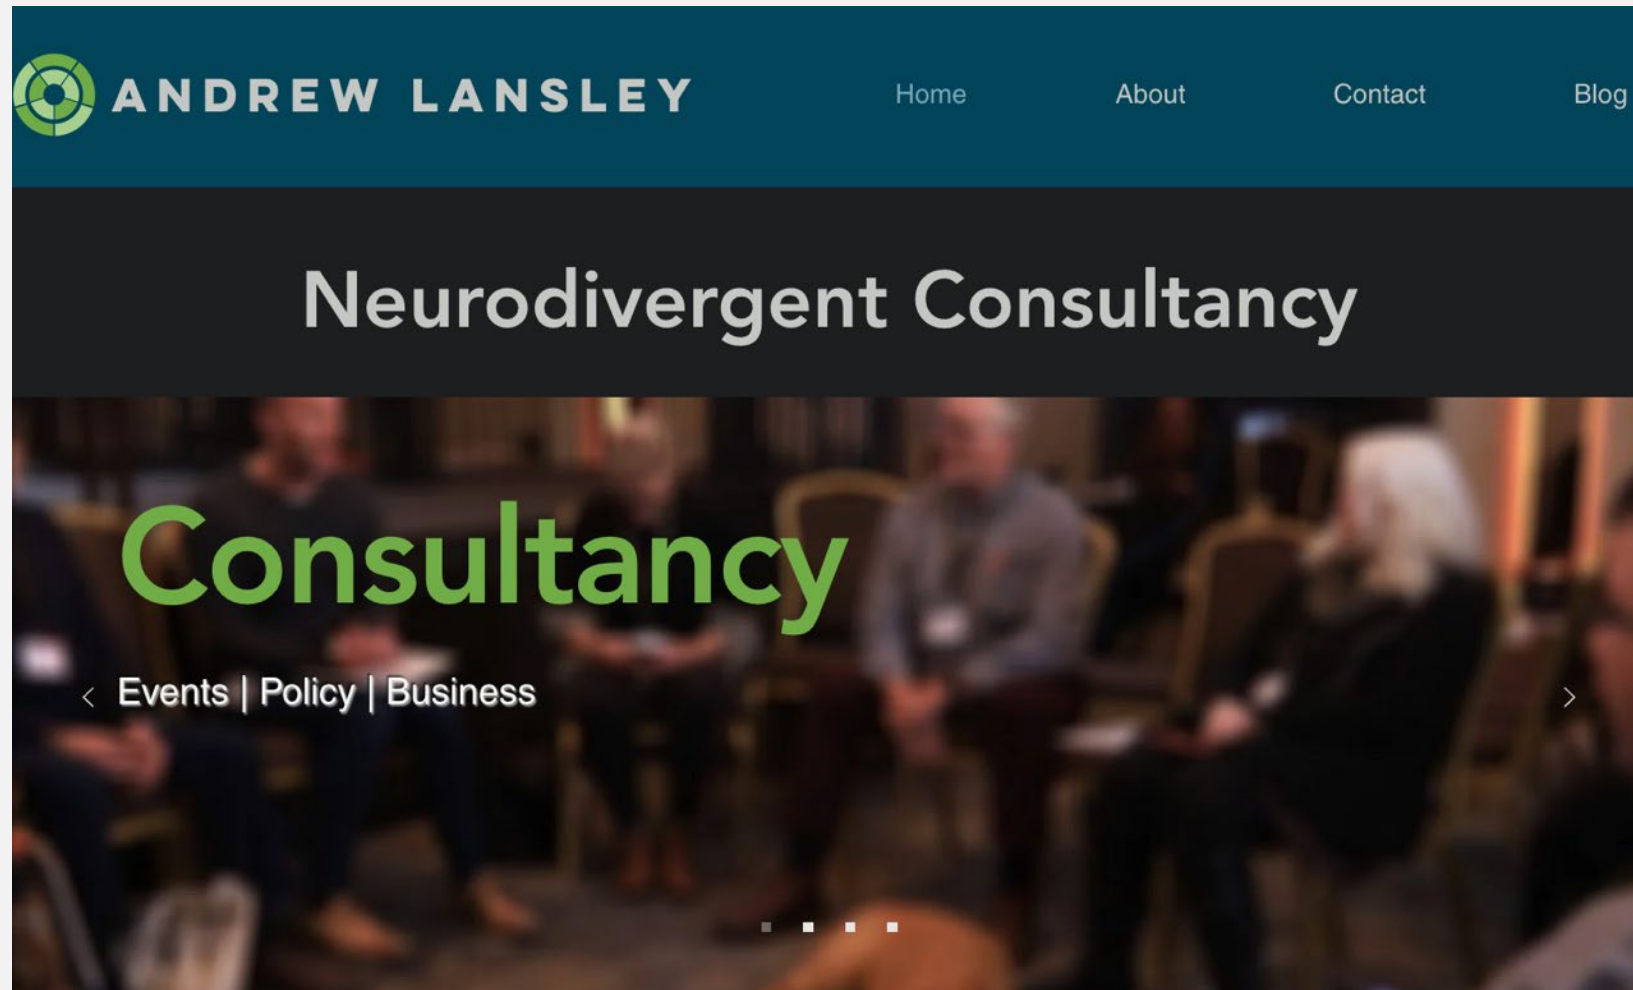 ANDREW LANSLEY
Home About Contact Blog
Neurodivergent Consultancy
Consultancy
Events | Policy | Business